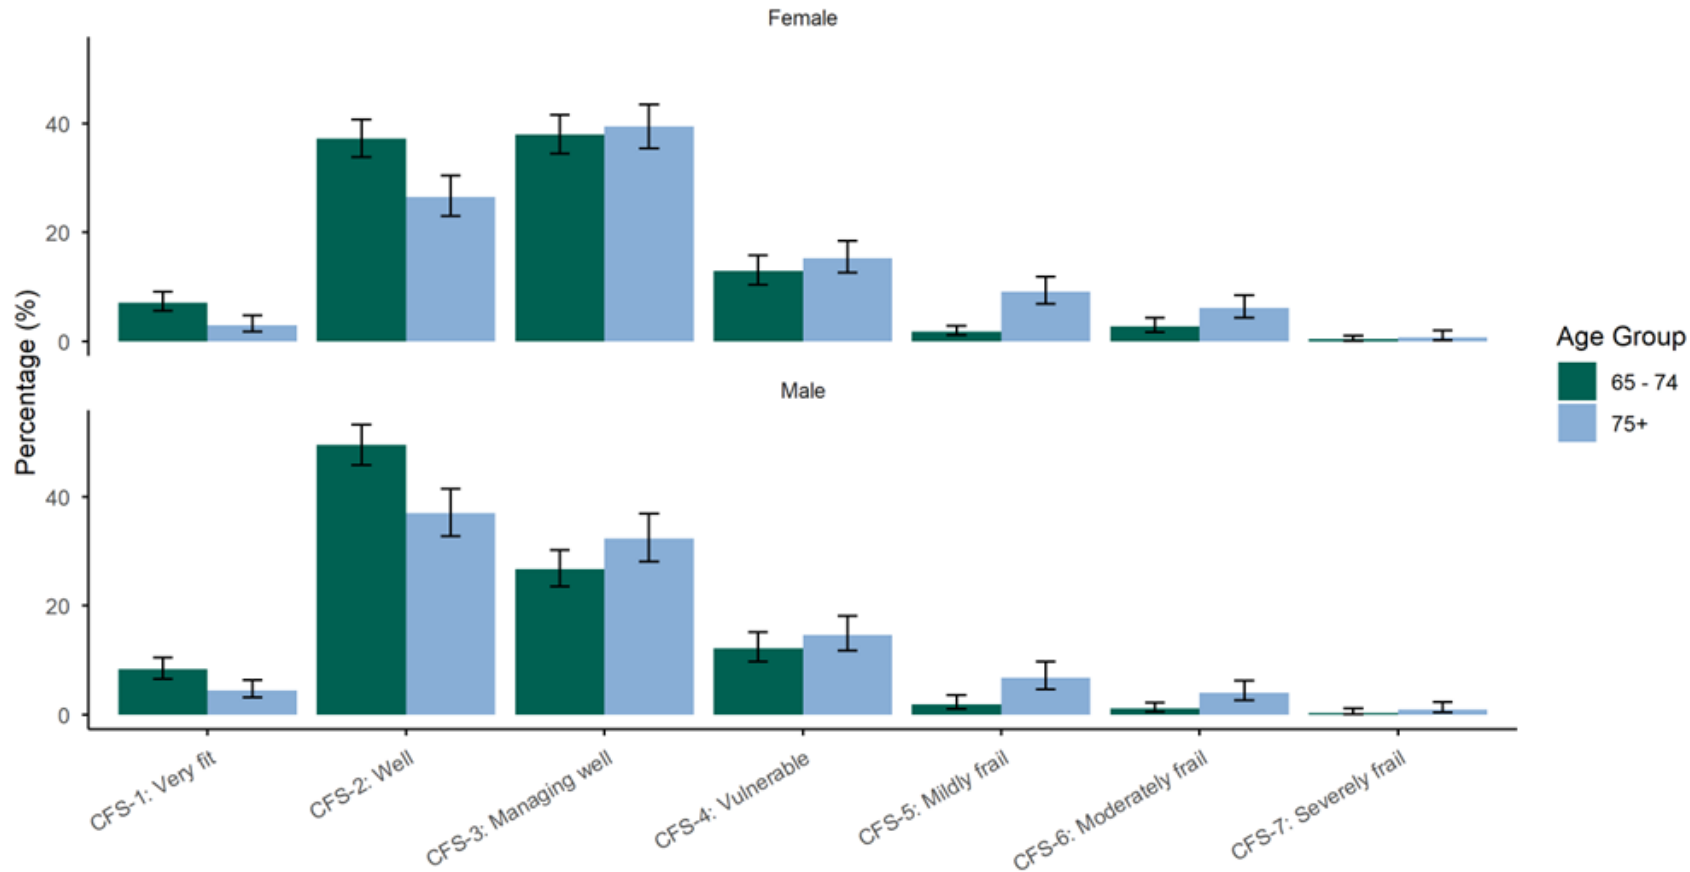 Female
Percentage (%)
40
20
0
Male
40
20
0
CFS-1: Very fit
CFS-2: Well
CFS-3: Managing well
CFS-4: Vulnerable
CFS-5: Mildly frail
CFS-6: Moderately frail
CFS-7: Severely frail
Age Group
65 - 74
75+